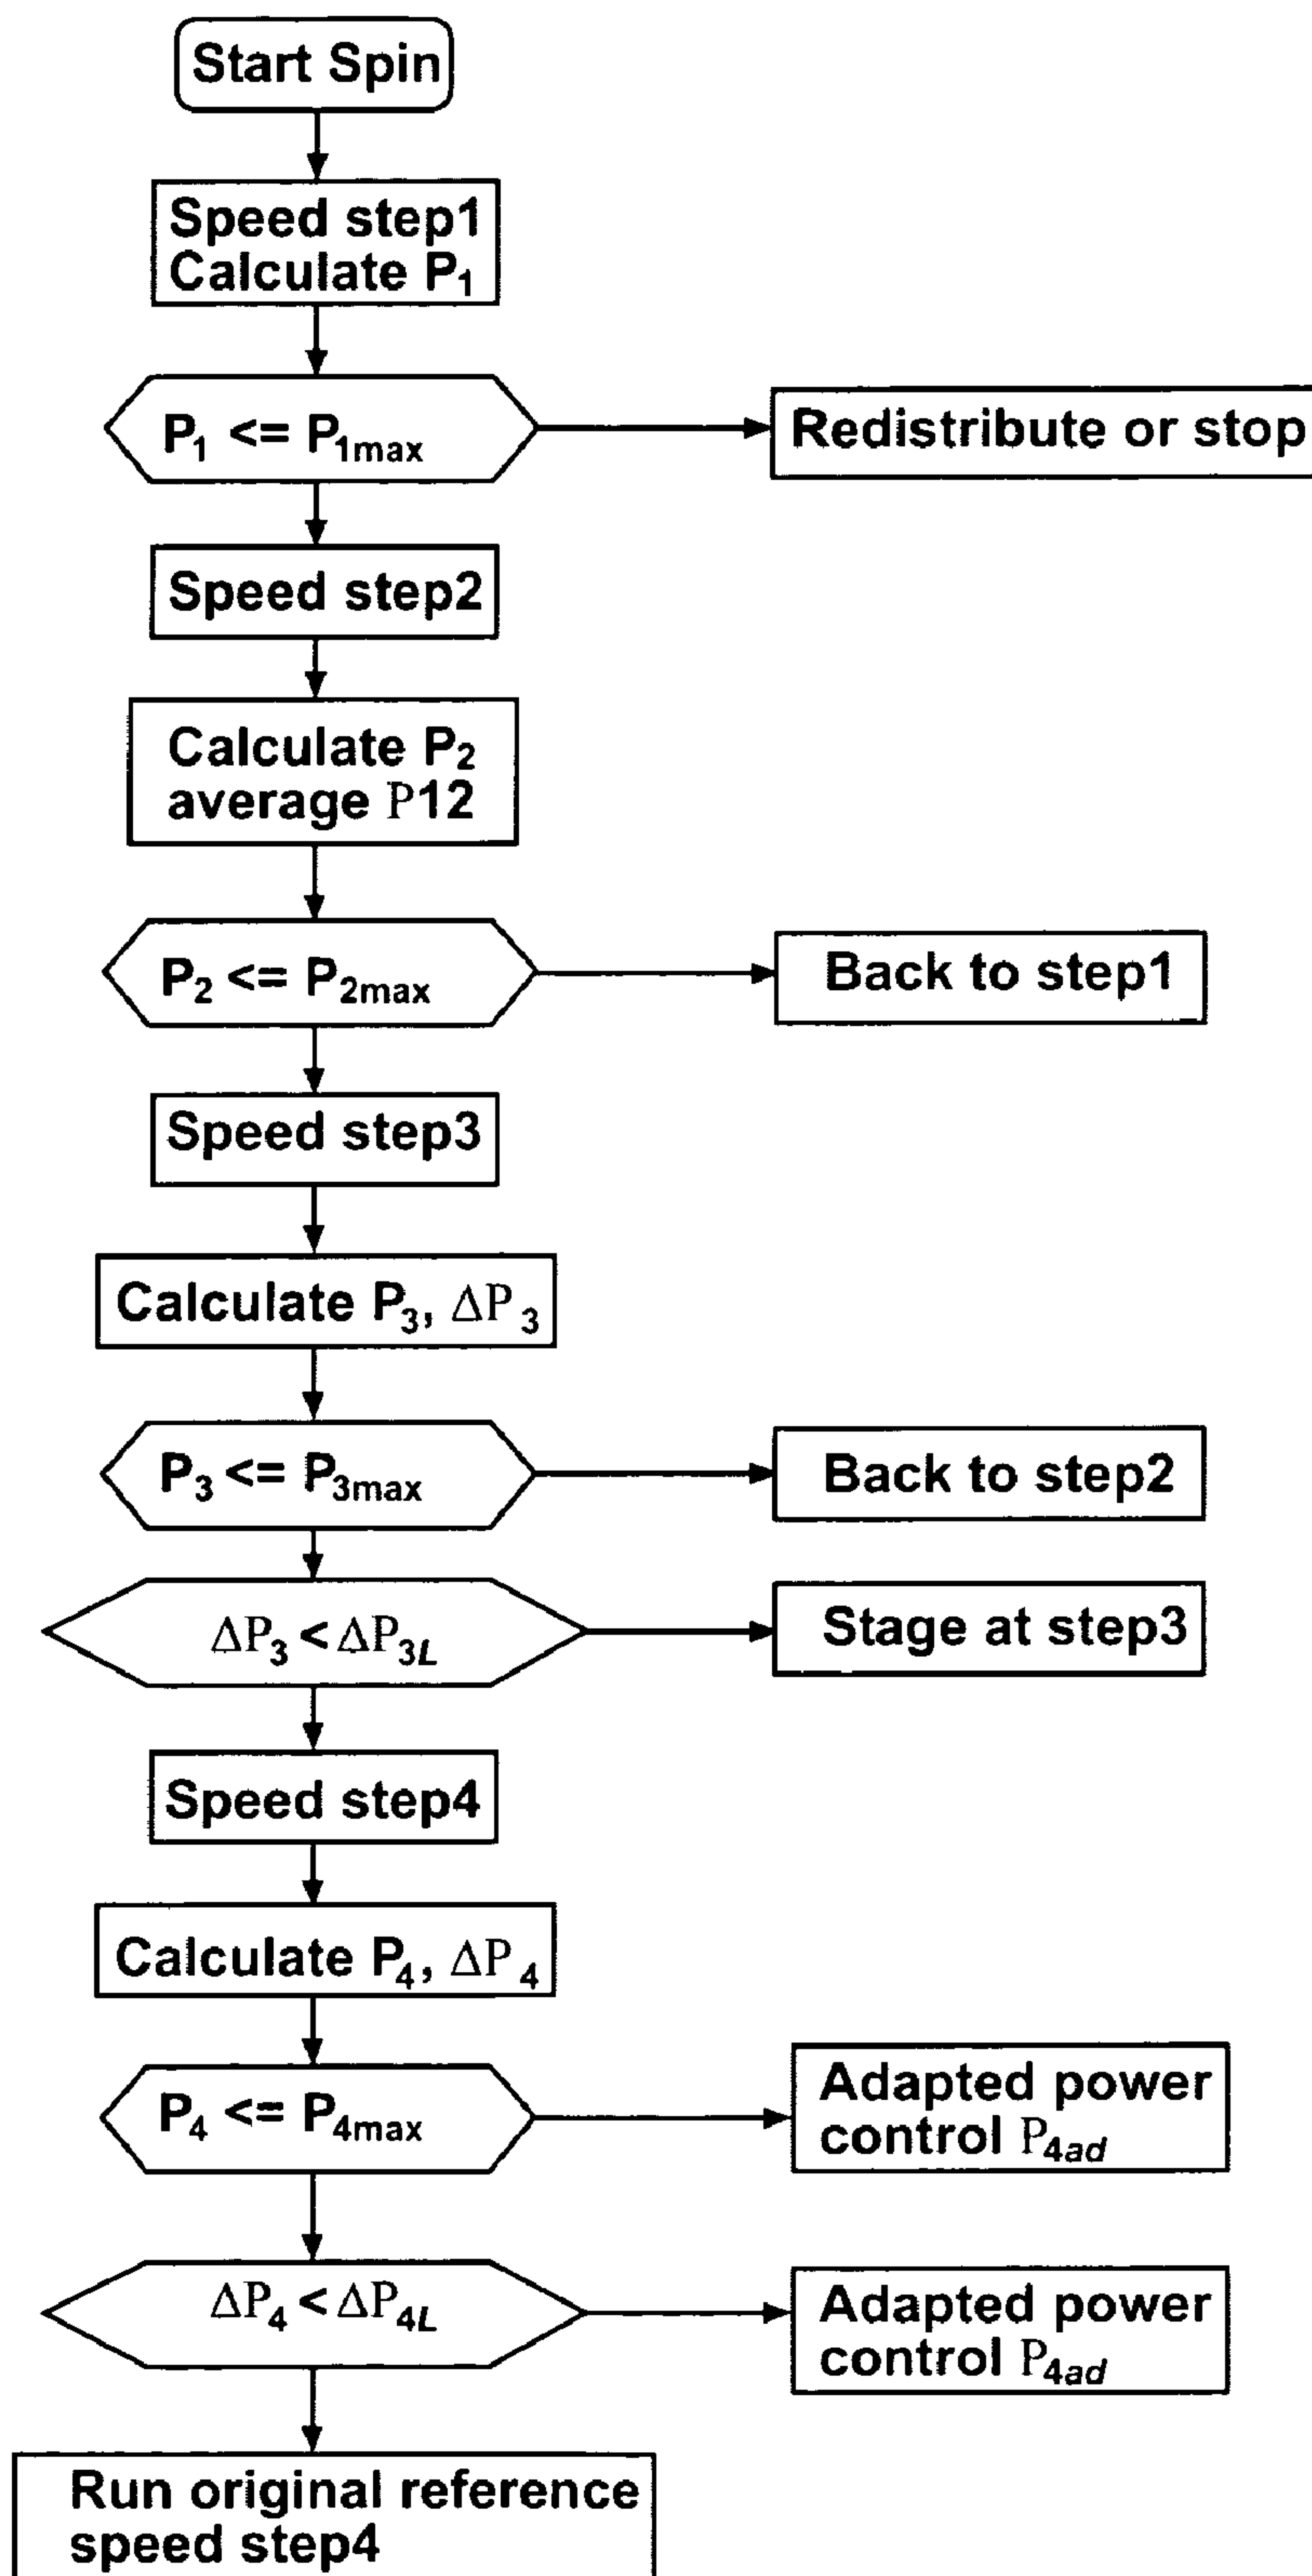 Start Spin
Speed step1
Calculate P₁
P₁ <= P₁max
Redistribute or stop
Speed step2
Calculate P₂
average P12
P₂ <= P₂max
Back to step1
Speed step3
Calculate P₃, ΔP₃
P₃ <= P₃max
Back to step2
ΔP₃ < ΔP₃L
Stage at step3
Speed step4
Calculate P₄, ΔP₄
P₄ <= P₄max
Adapted power
control P₄ad
ΔP₄ < ΔP₄L
Adapted power
control P₄ad
Run original reference
speed step4